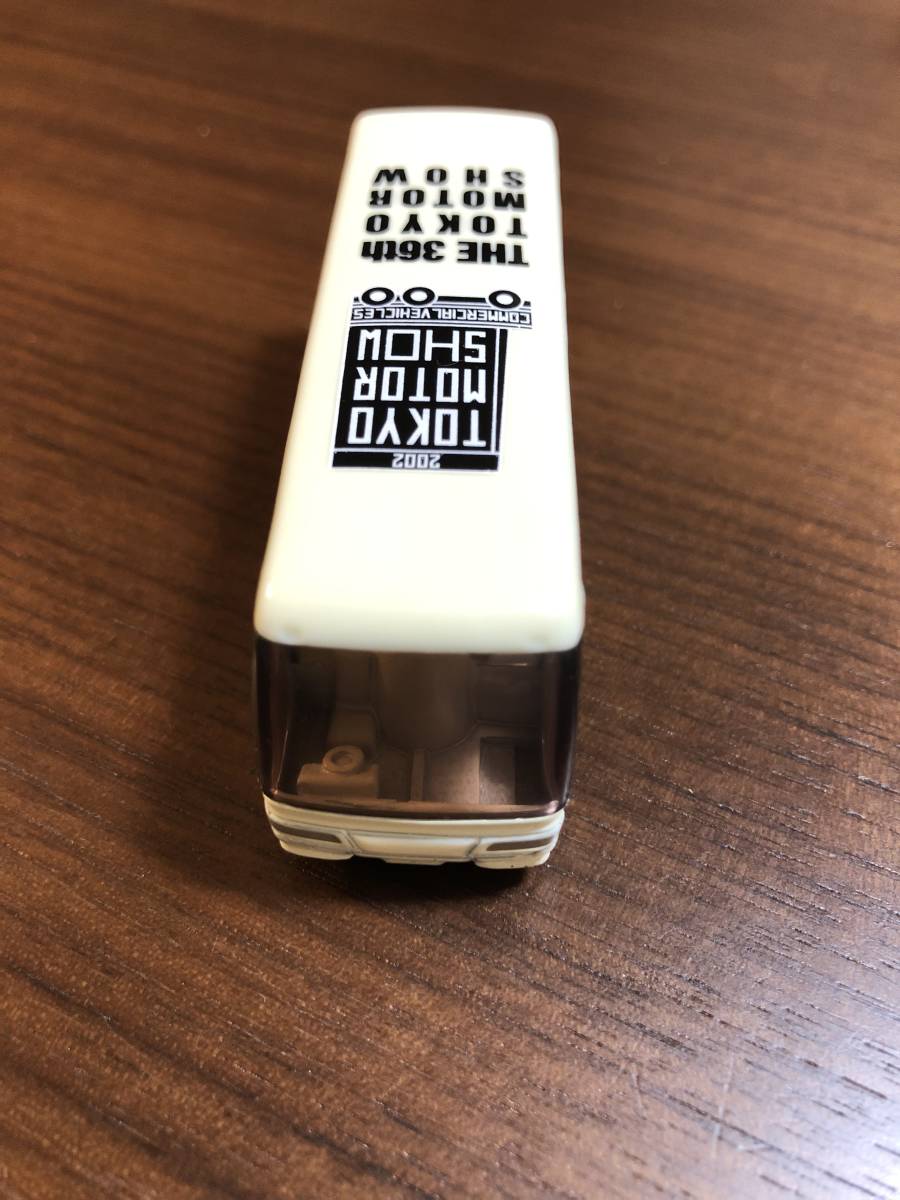 2002
TOKYO
MOTOR
SHOW
COMMERCIAL VEHICLES
THE 36th
TOKYO
MOTOR
SHOW